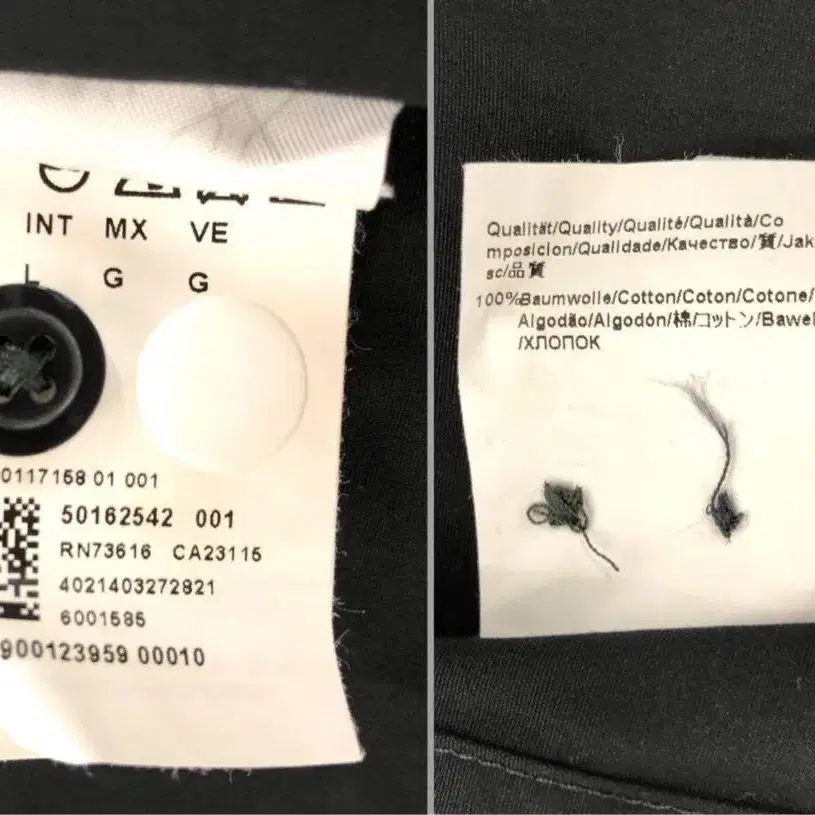 INT MX VE
L G G
0117158 01 001
50162542 001
RN73616 CA23115
4021403272821
6001585
900123959 00010
Qualität/Quality/Qualité/Qualità/Co
mposicion/Qualidade/Качество/質/Jak
sc/品質
100%Baumwolle/Cotton/Coton/Cotone/
Algodão/Algodón/棉/コットン/Bawel
/ХЛОПОК